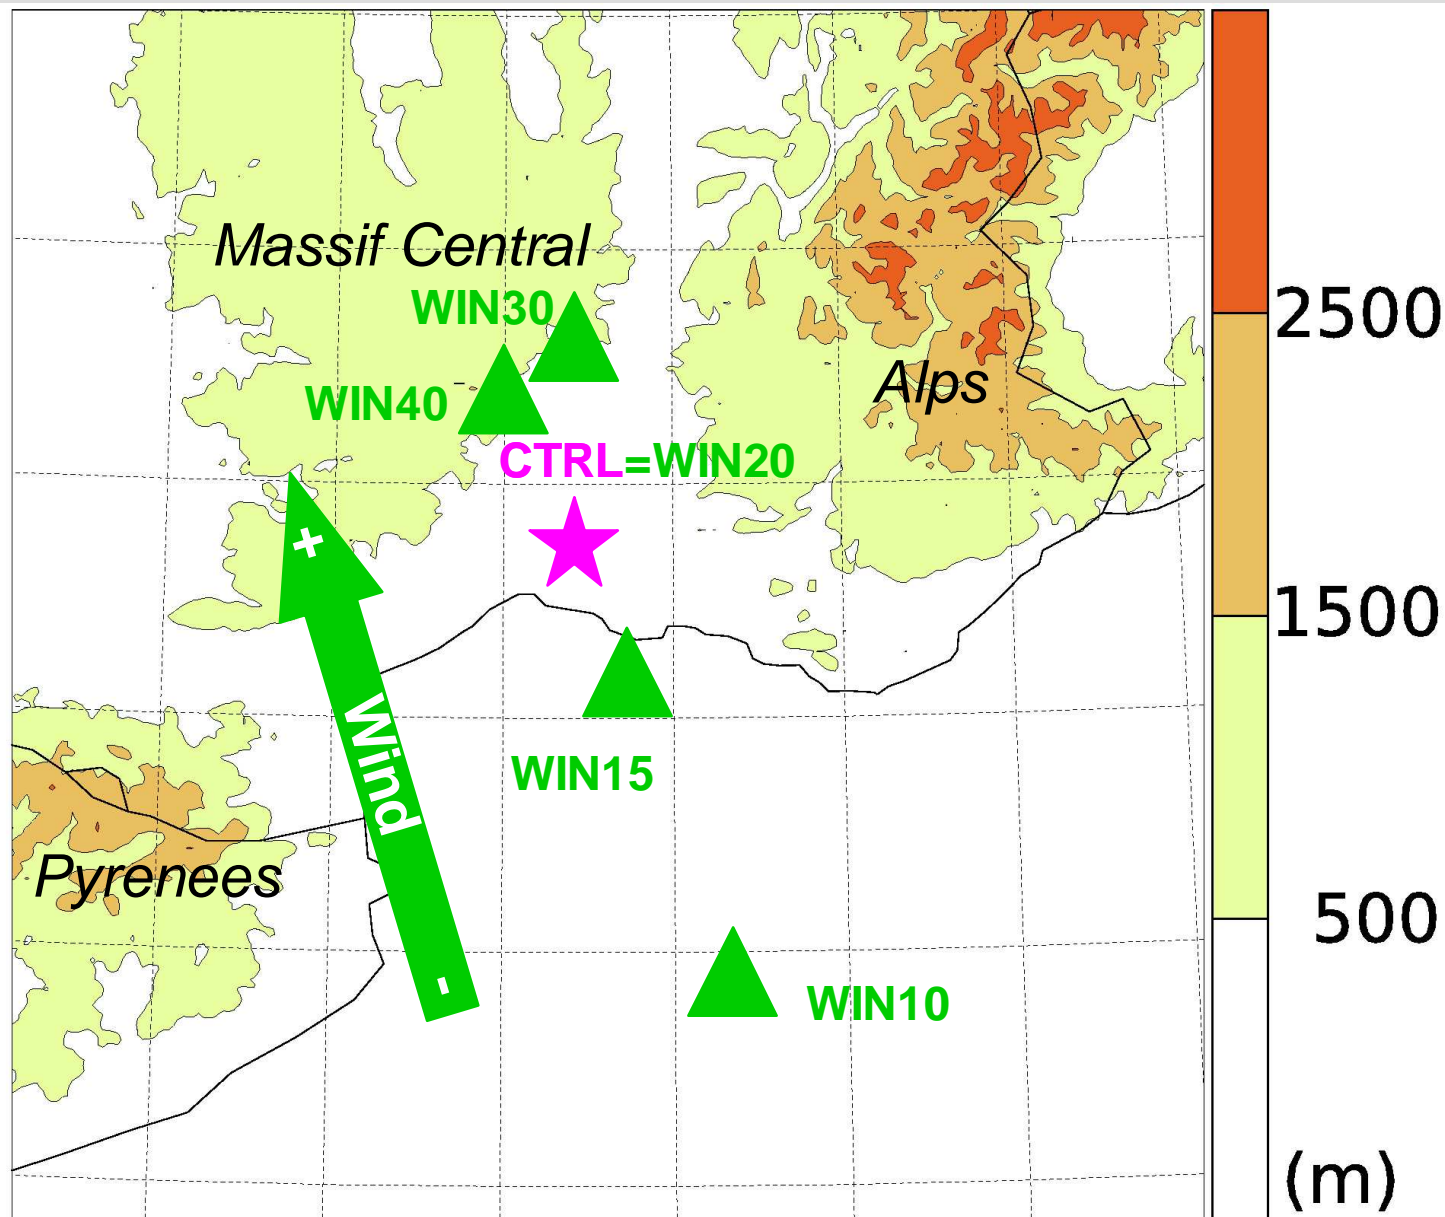 Massif Central
WIN30
2500
Alps
WIN40
CTRL=WIN20
+
1500
Wind
WIN15
Pyrenees
500
-
WIN10
(m)